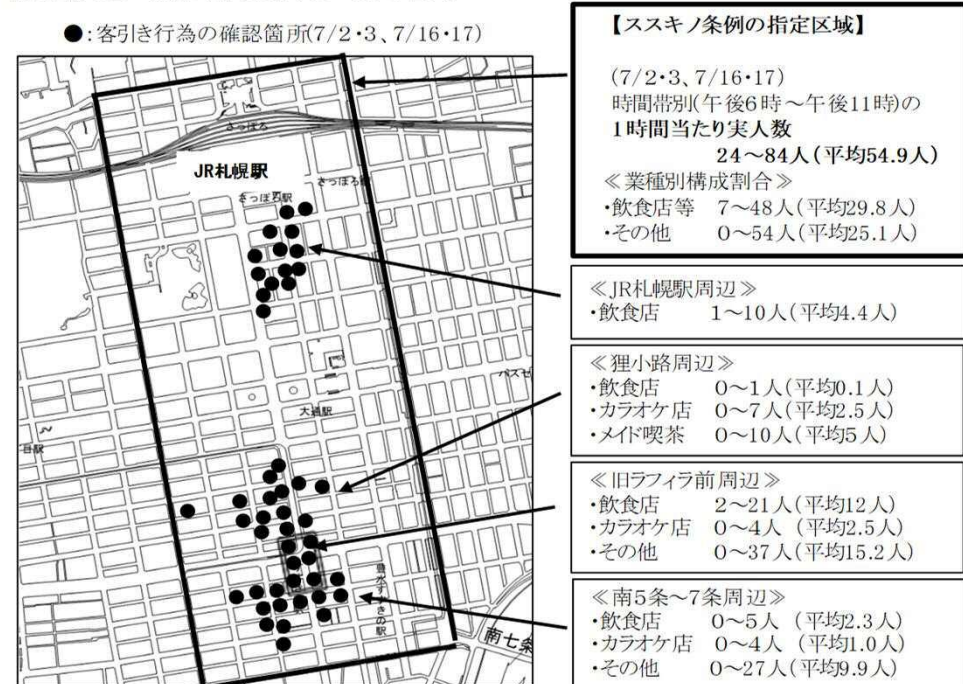 ●:客引き行為の確認箇所(7/2・3、7/16・17)
さっぽろ
JR札幌駅
さっぽろ駅
大通駅
バスセ
目駅
豊水すすきの駅
南七条
【ススキノ条例の指定区域】
(7/2・3、7/16・17)
時間帯別(午後6時～午後11時)の
1時間当たり実人数
24～84人(平均54.9人)
≪業種別構成割合≫
・飲食店等 7～48人(平均29.8人)
・その他 0～54人(平均25.1人)
≪JR札幌駅周辺≫
・飲食店 1～10人(平均4.4人)
≪狸小路周辺≫
・飲食店 0～1人(平均0.1人)
・カラオケ店 0～7人(平均2.5人)
・メイド喫茶 0～10人(平均5人)
≪旧ラフィラ前周辺≫
・飲食店 2～21人(平均12人)
・カラオケ店 0～4人 (平均2.5人)
・その他 0～37人(平均15.2人)
≪南5条～7条周辺≫
・飲食店 0～5人 (平均2.3人)
・カラオケ店 0～4人 (平均1.0人)
・その他 0～27人(平均9.9人)